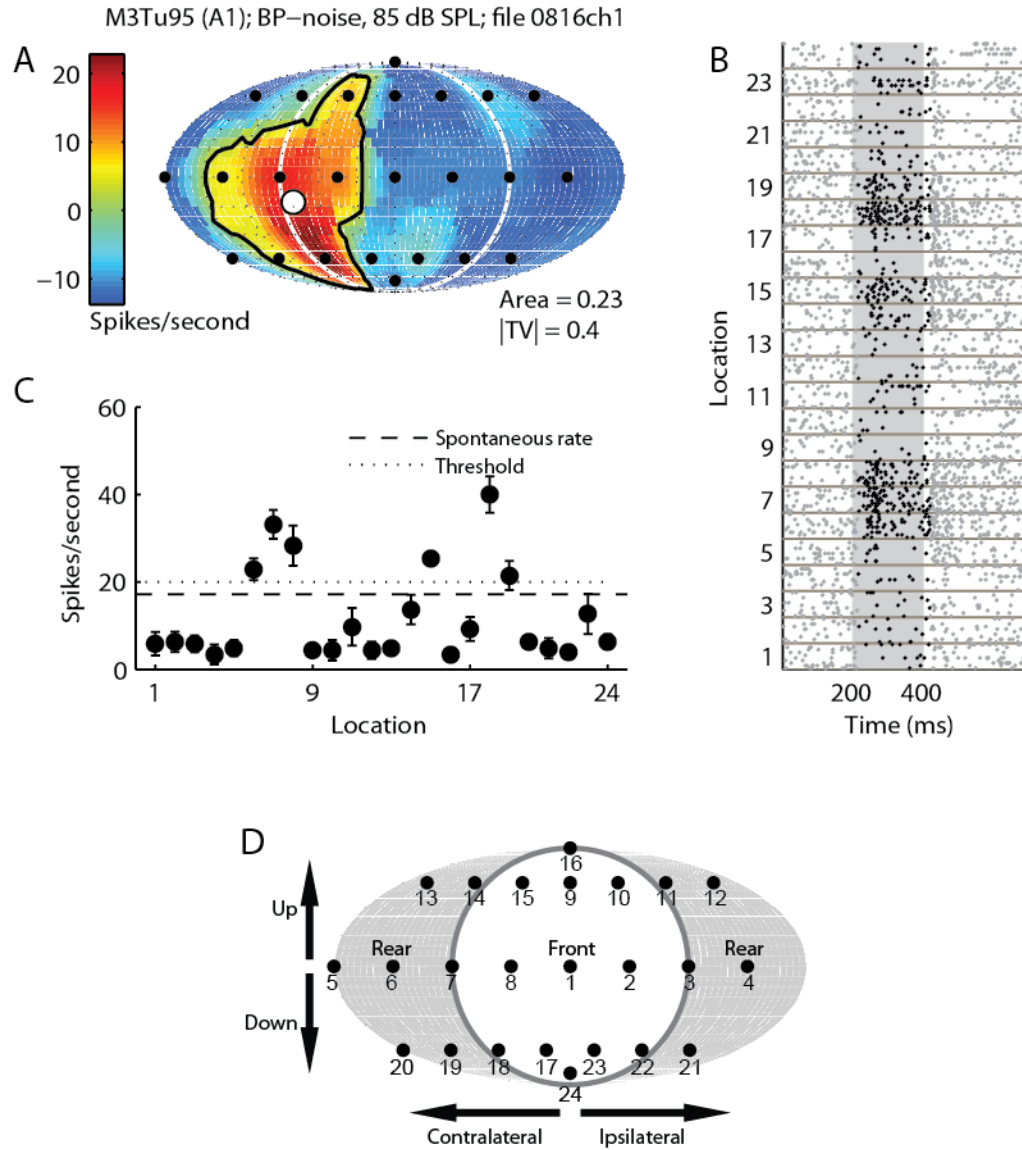 M3Tu95 (A1); BP−noise, 85 dB SPL; file 0816ch1
A
20
10
0
−10
Spikes/second
Area = 0.23
|TV| = 0.4
B
23
21
19
17
15
13
11
9
7
5
3
1
Location
200 400
Time (ms)
C
60
40
20
0
Spikes/second
Spontaneous rate
Threshold
1 9 17 24
Location
D
Up
Down
16
13 14 15 9 10 11 12
Rear Front Rear
5 6 7 8 1 2 3 4
20 19 18 17 23 22 21
24
Contralateral Ipsilateral